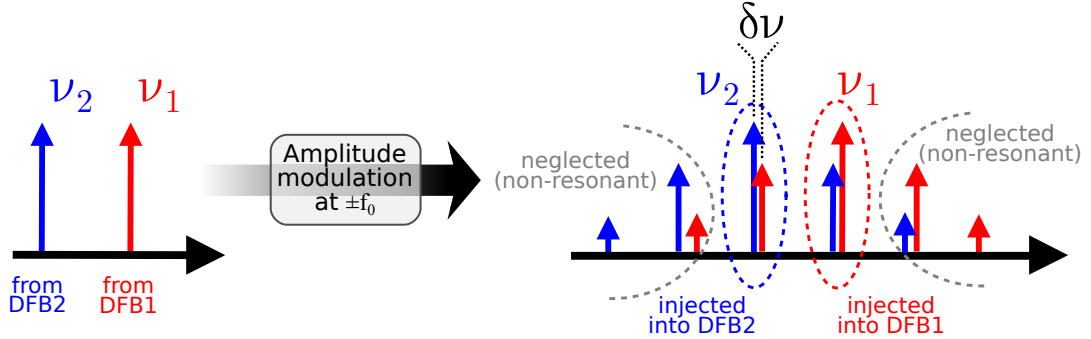 δν
ν₂
ν₁
ν₂
ν₁
Amplitude
modulation
at ±f₀
neglected
(non-resonant)
neglected
(non-resonant)
from
DFB2
from
DFB1
injected
into DFB2
injected
into DFB1